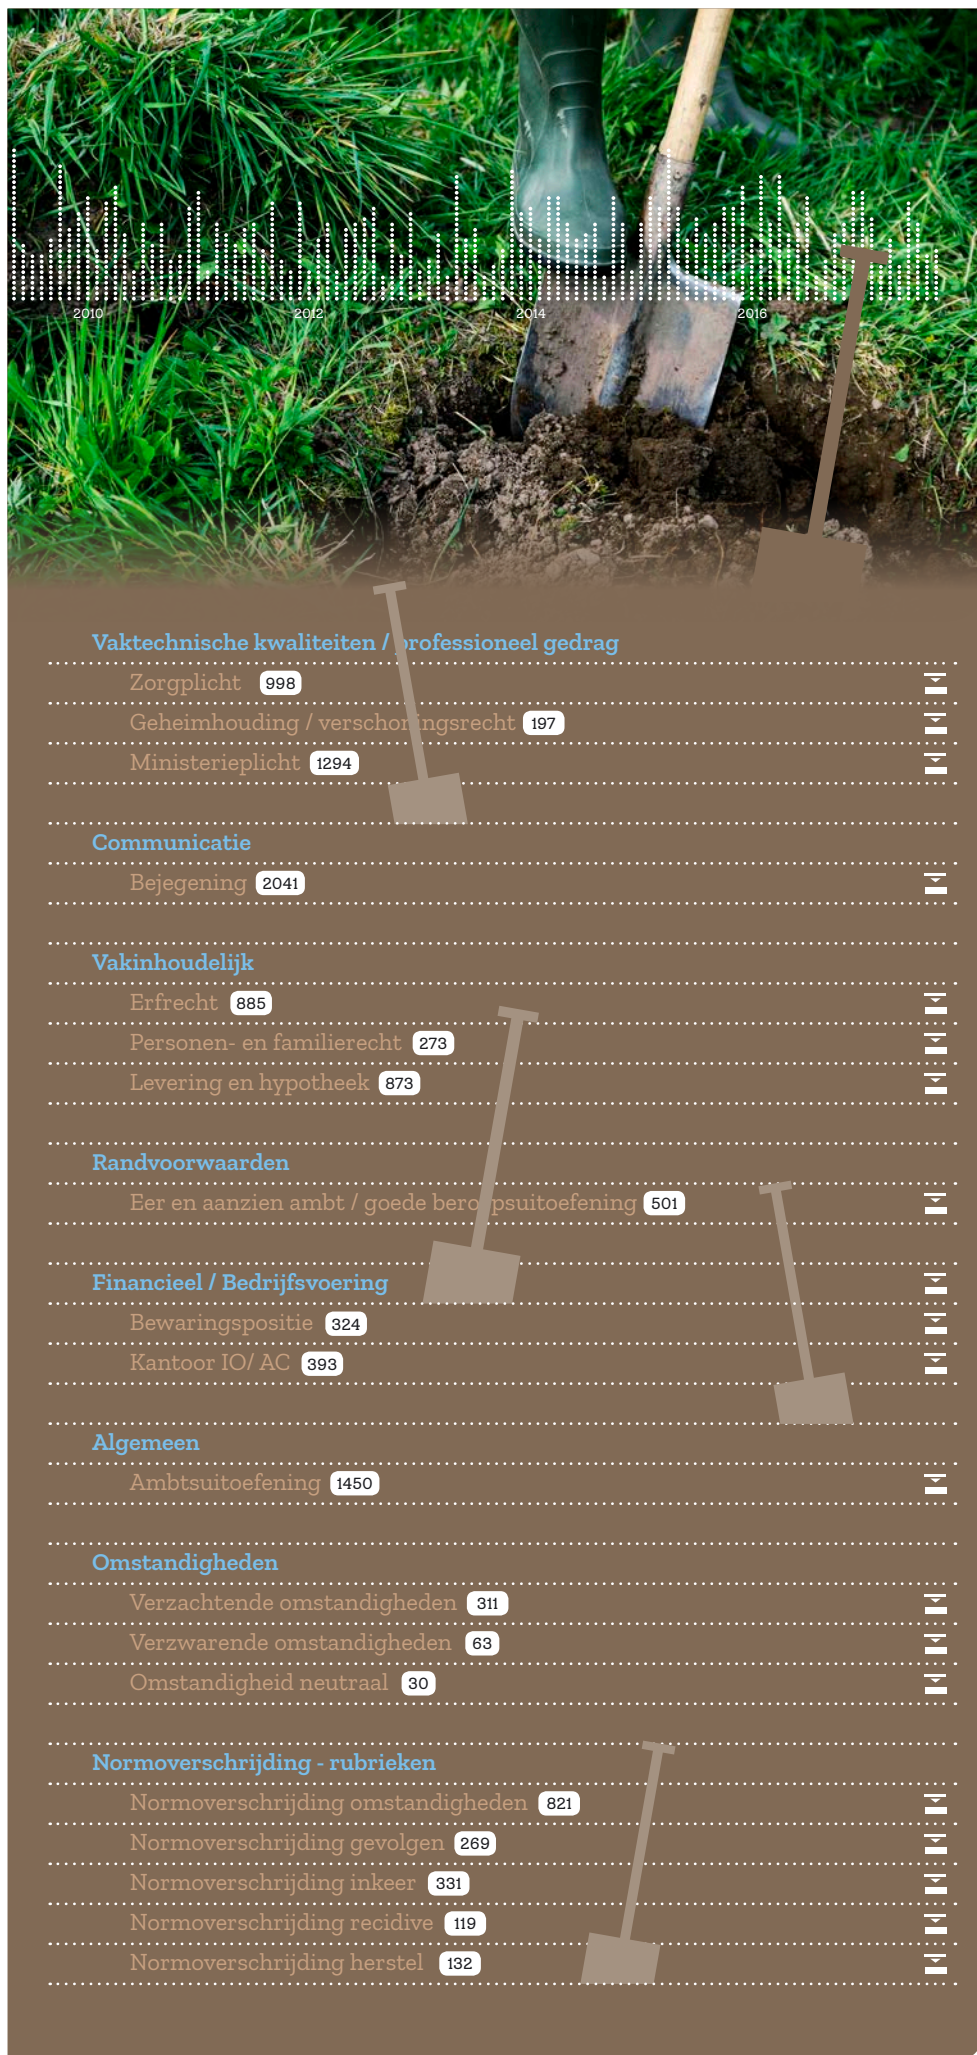 2010 2012 2014 2016
Vaktechnische kwaliteiten / professioneel gedrag
Zorgplicht 998
Geheimhouding / verschoningsrecht 197
Ministerieplicht 1294
Communicatie
Bejegening 2041
Vakinhoudelijk
Erfrecht 885
Personen- en familierecht 273
Levering en hypotheek 873
Randvoorwaarden
Eer en aanzien ambt / goede beroepsuitoefening 501
Financieel / Bedrijfsvoering
Bewaringspositie 324
Kantoor IO/ AC 393
Algemeen
Ambtsuitoefening 1450
Omstandigheden
Verzachtende omstandigheden 311
Verzwarende omstandigheden 63
Omstandigheid neutraal 30
Normoverschrijding - rubrieken
Normoverschrijding omstandigheden 821
Normoverschrijding gevolgen 269
Normoverschrijding inkeer 331
Normoverschrijding recidive 119
Normoverschrijding herstel 132